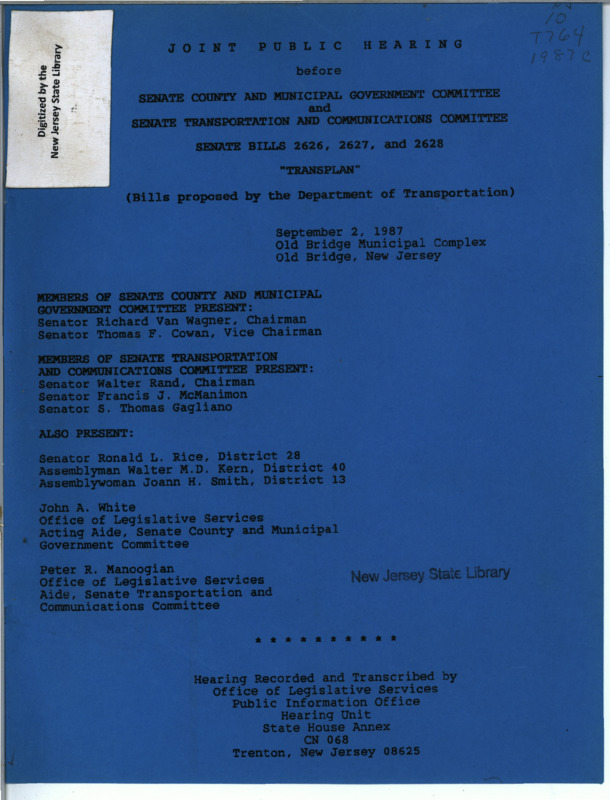 Digitized by the
New Jersey State Library
10
T764
1987c
JOINT PUBLIC HEARING
before
SENATE COUNTY AND MUNICIPAL GOVERNMENT COMMITTEE
and
SENATE TRANSPORTATION AND COMMUNICATIONS COMMITTEE
SENATE BILLS 2626, 2627, and 2628
"TRANSPLAN"
(Bills proposed by the Department of Transportation)
September 2, 1987
Old Bridge Municipal Complex
Old Bridge, New Jersey
MEMBERS OF SENATE COUNTY AND MUNICIPAL
GOVERNMENT COMMITTEE PRESENT:
Senator Richard Van Wagner, Chairman
Senator Thomas F. Cowan, Vice Chairman
MEMBERS OF SENATE TRANSPORTATION
AND COMMUNICATIONS COMMITTEE PRESENT:
Senator Walter Rand, Chairman
Senator Francis J. McManimon
Senator S. Thomas Gagliano
ALSO PRESENT:
Senator Ronald L. Rice, District 28
Assemblyman Walter M.D. Kern, District 40
Assemblywoman Joann H. Smith, District 13
John A. White
Office of Legislative Services
Acting Aide, Senate County and Municipal
Government Committee
Peter R. Manoogian
Office of Legislative Services
Aide, Senate Transportation and
Communications Committee
New Jersey State Library
* * * * * * * * * *
Hearing Recorded and Transcribed by
Office of Legislative Services
Public Information Office
Hearing Unit
State House Annex
CN 068
Trenton, New Jersey 08625